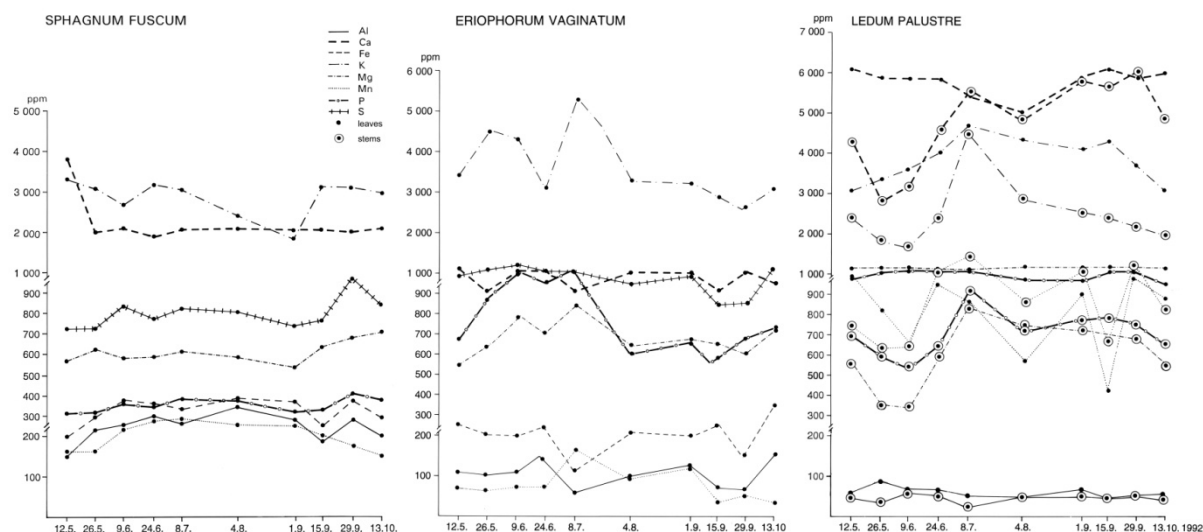 SPHAGNUM FUSCUM
Al
Ca
Fe
K
Mg
Mn
P
S
leaves
stems
ppm
5 000
4 000
3 000
2 000
1 000
900
800
700
600
500
400
300
200
100
12.5. 26.5. 9.6. 24.6. 8.7. 4.8. 1.9. 15.9. 29.9. 13.10.
ERIOPHORUM VAGINATUM
ppm
6 000
5 000
4 000
3 000
2 000
1 000
900
800
700
600
500
400
300
200
100
12.5. 26.5. 9.6. 24.6. 8.7. 4.8. 1.9. 15.9. 29.9. 13.10.
LEDUM PALUSTRE
ppm
7 000
6 000
5 000
4 000
3 000
2 000
1 000
900
800
700
600
500
400
300
200
100
12.5. 26.5. 9.6. 24.6. 8.7. 4.8. 1.9. 15.9. 29.9. 13.10.1992